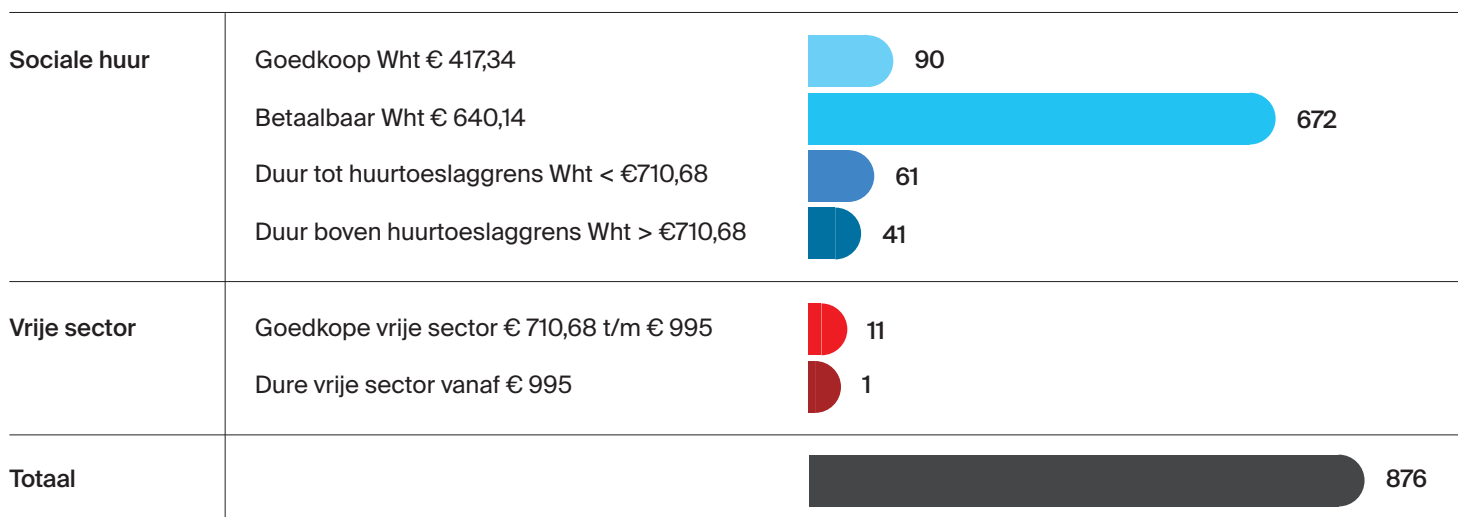 Sociale huur
Goedkoop Wht € 417,34
90
Betaalbaar Wht € 640,14
672
Duur tot huurtoeslaggrens Wht < €710,68
61
Duur boven huurtoeslaggrens Wht > €710,68
41
Vrije sector
Goedkope vrije sector € 710,68 t/m € 995
11
Dure vrije sector vanaf € 995
1
Totaal
876